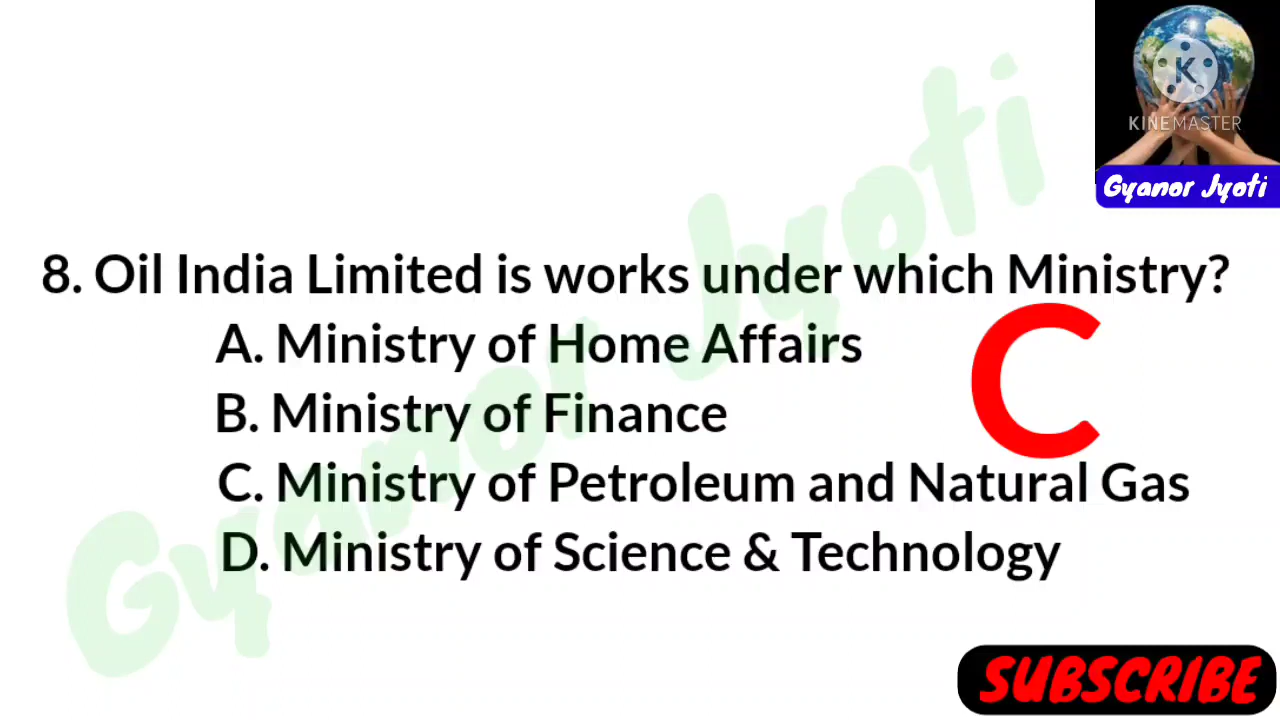 K
KINEMASTER
Gyanor Jyoti
Gyanor Jyoti
8. Oil India Limited is works under which Ministry?
A. Ministry of Home Affairs
B. Ministry of Finance
C. Ministry of Petroleum and Natural Gas
D. Ministry of Science & Technology
C
SUBSCRIBE